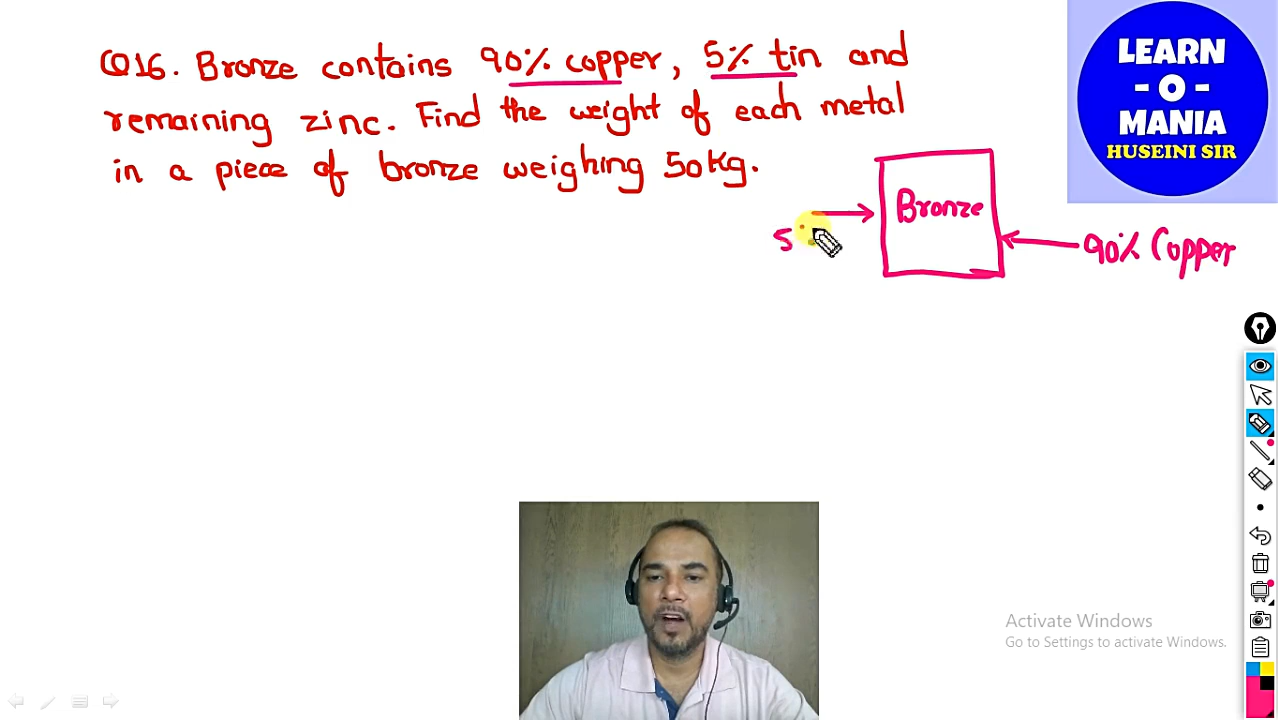 Q16. Bronze contains 90% copper, 5% tin and
remaining zinc. Find the weight of each metal
in a piece of bronze weighing 50Kg.
LEARN
- O -
MANIA
HUSEINI SIR
Bronze
5
90% Copper
Activate Windows
Go to Settings to activate Windows.